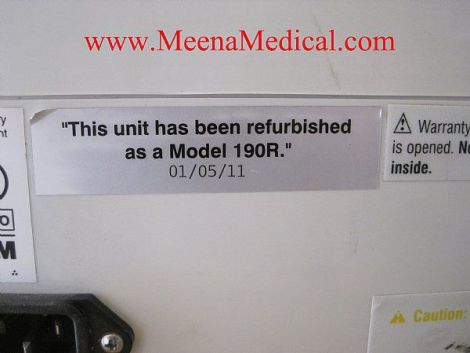 www.MeenaMedical.com
"This unit has been refurbished
as a Model 190R."
01/05/11
Warranty
is opened.
inside.
Caution: